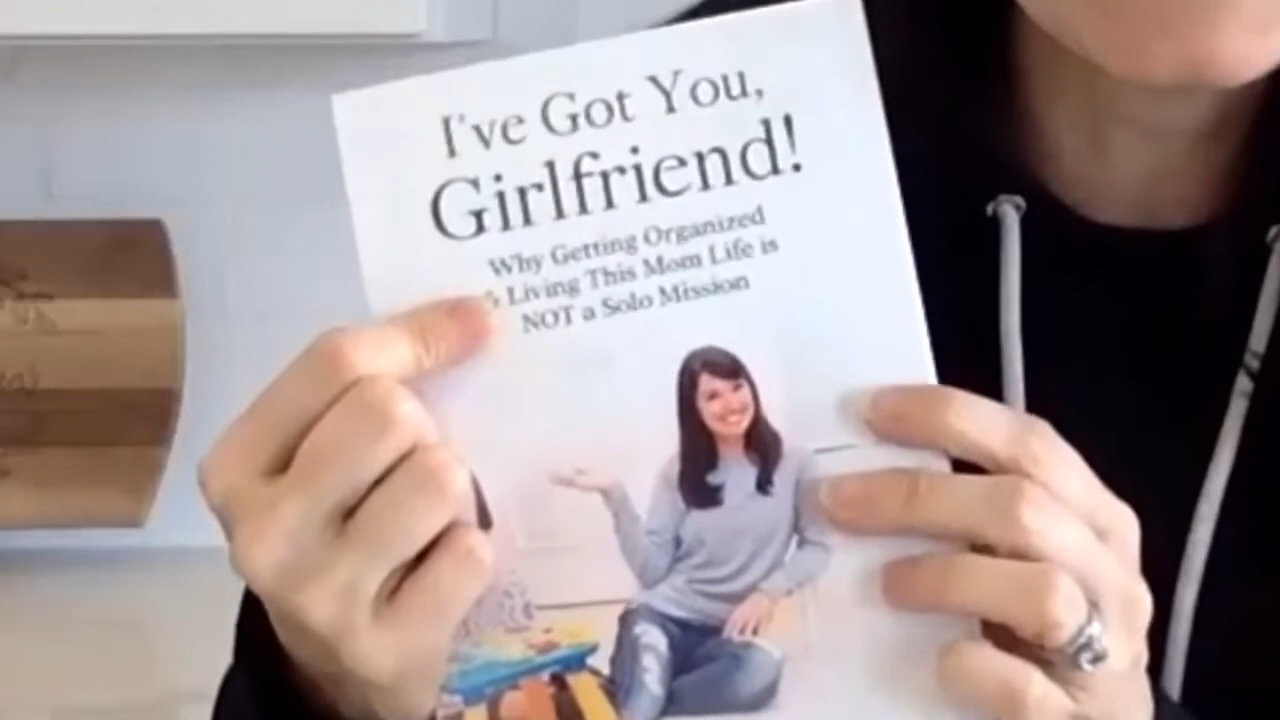 I've Got You,
Girlfriend!
Why Getting Organized
& Living This Mom Life is
NOT a Solo Mission